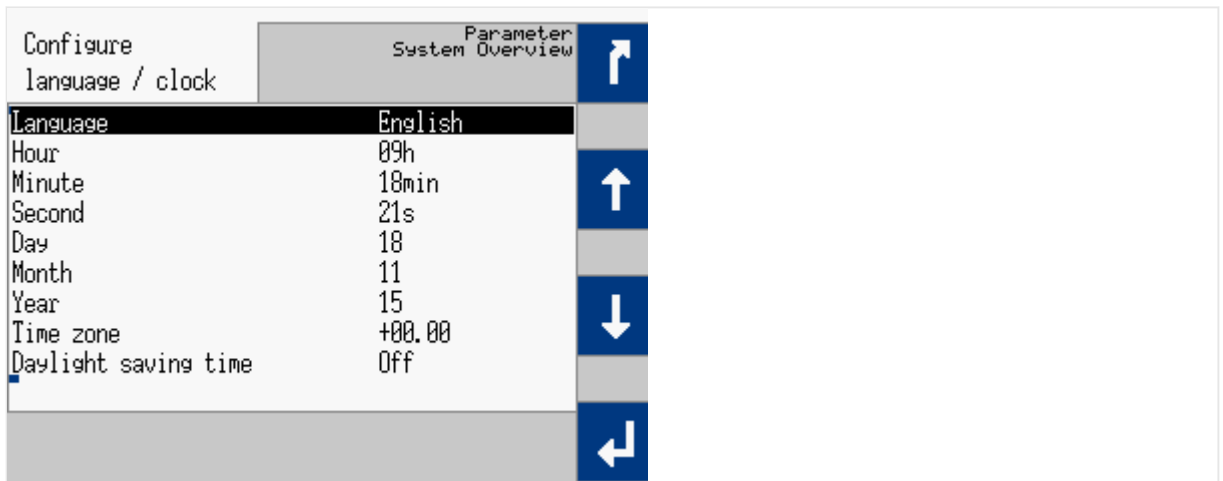 Configure
language / clock
Parameter
System Overview
Language English
Hour 09h
Minute 18min
Second 21s
Day 18
Month 11
Year 15
Time zone +00.00
Daylight saving time Off